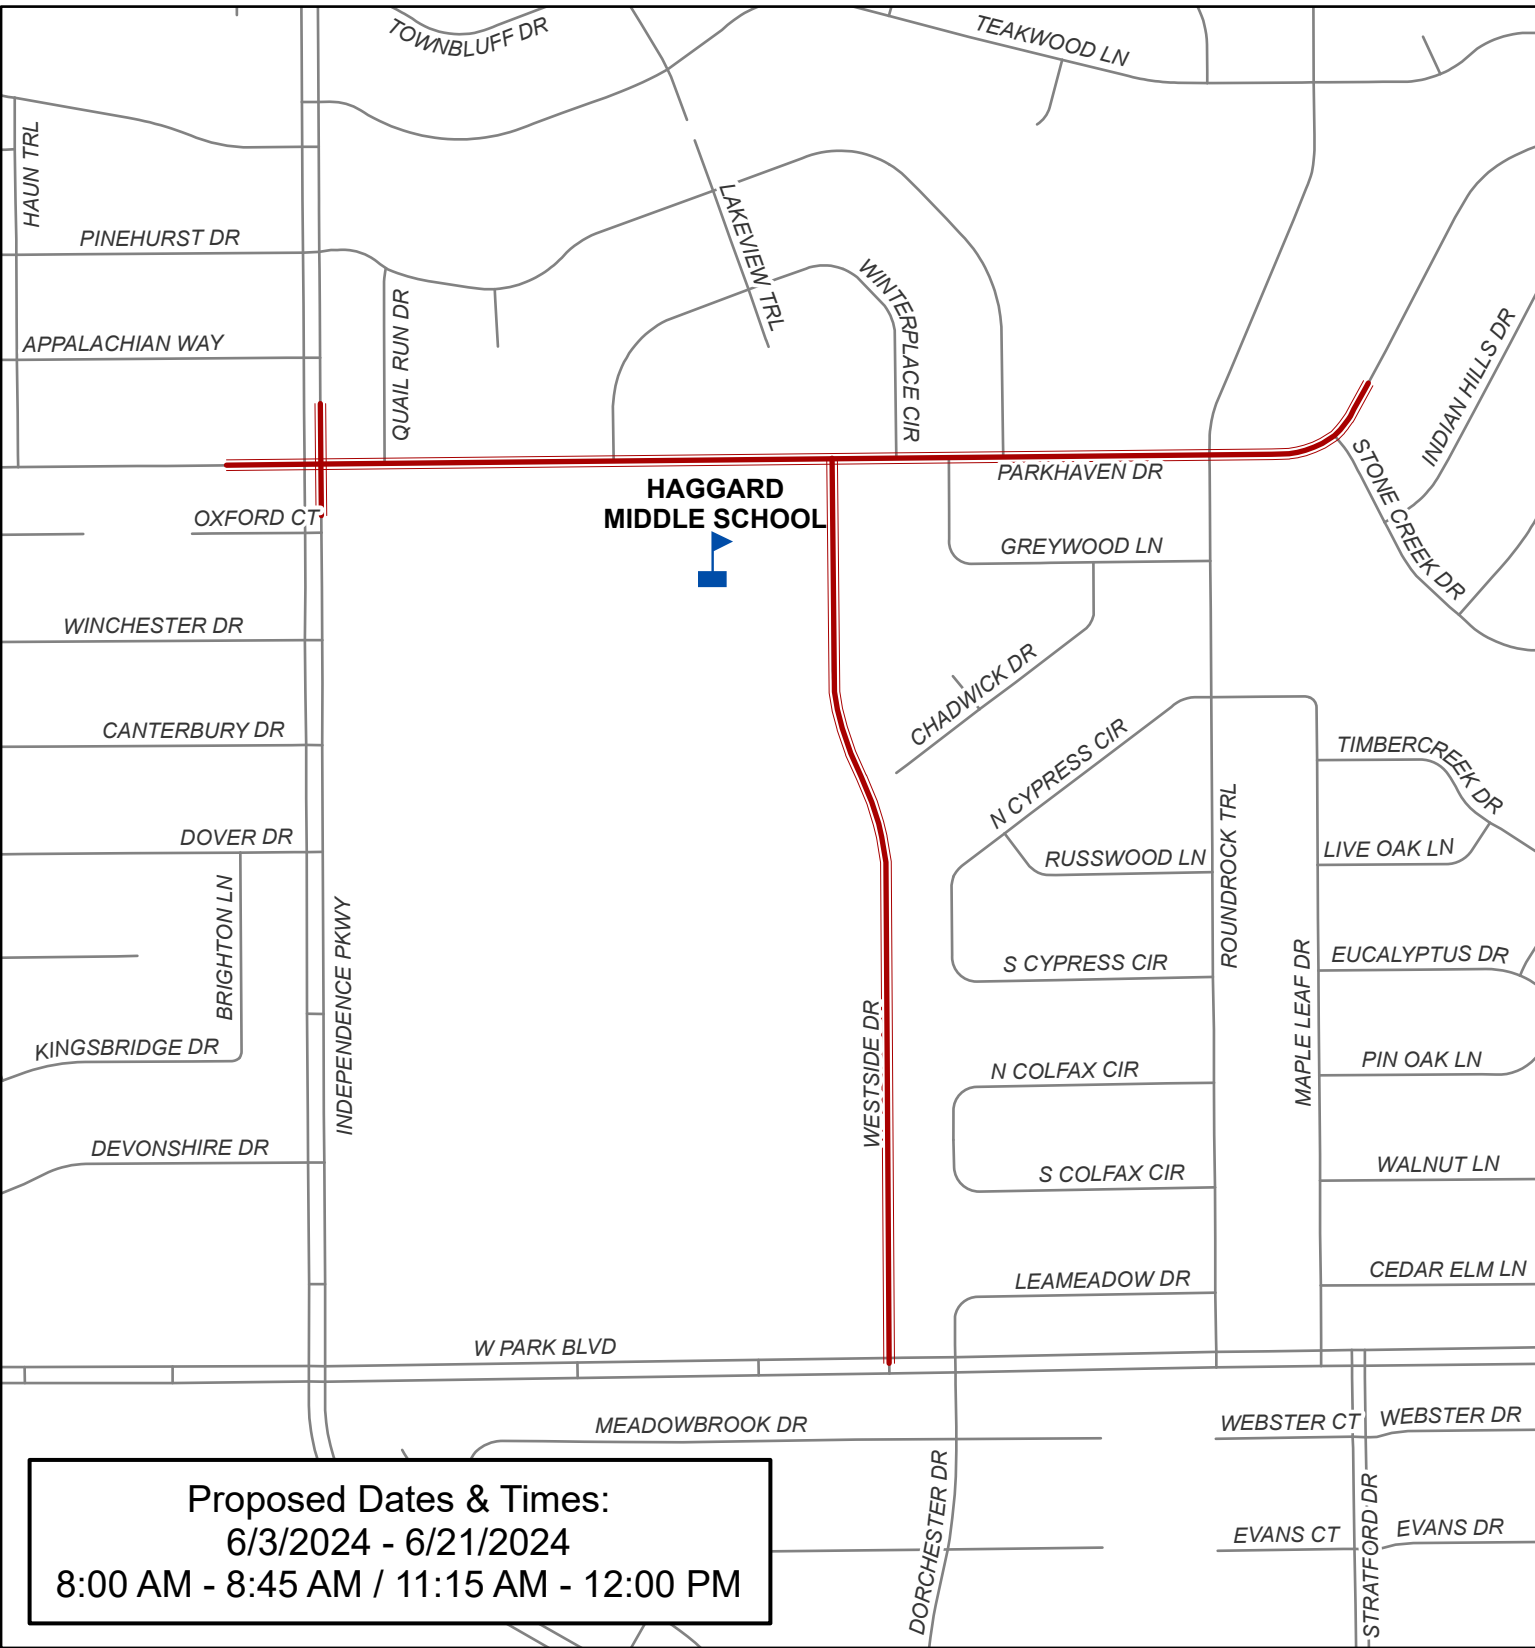 TOWNBLUFF DR
TEAKWOOD LN
HAUN TRL
LAKEVIEW TRL
PINEHURST DR
WINTERPLACE CIR
QUAIL RUN DR
APPALACHIAN WAY
INDIAN HILLS DR
PARKHAVEN DR
STONE CREEK DR
HAGGARD
MIDDLE SCHOOL
OXFORD CT
GREYWOOD LN
WINCHESTER DR
CHADWICK DR
CANTERBURY DR
N CYPRESS CIR
TIMBERCREEK DR
DOVER DR
ROUNDROCK TRL
RUSSWOOD LN
LIVE OAK LN
BRIGHTON LN
INDEPENDENCE PKWY
S CYPRESS CIR
MAPLE LEAF DR
EUCALYPTUS DR
WESTSIDE DR
KINGSBRIDGE DR
N COLFAX CIR
PIN OAK LN
DEVONSHIRE DR
S COLFAX CIR
WALNUT LN
LEAMEADOW DR
CEDAR ELM LN
W PARK BLVD
MEADOWBROOK DR
WEBSTER CT
WEBSTER DR
DORCHESTER DR
STRATFORD DR
EVANS CT
EVANS DR
Proposed Dates & Times:
6/3/2024 - 6/21/2024
8:00 AM - 8:45 AM / 11:15 AM - 12:00 PM